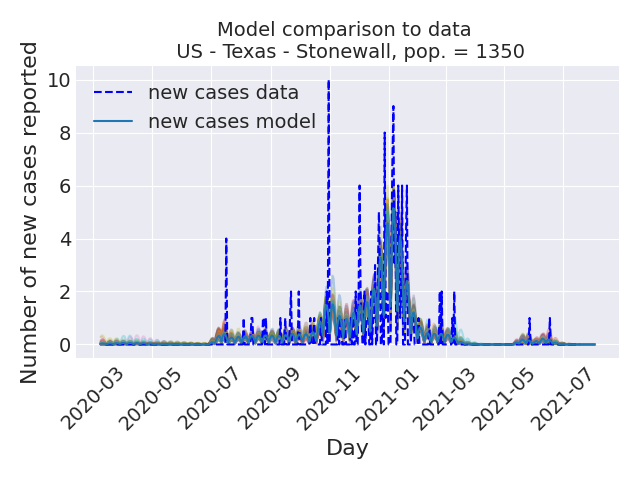 Model comparison to data
US - Texas - Stonewall, pop. = 1350
Number of new cases reported
10
8
6
4
2
0
new cases data
new cases model
2020-03
2020-05
2020-07
2020-09
2020-11
2021-01
2021-03
2021-05
2021-07
Day